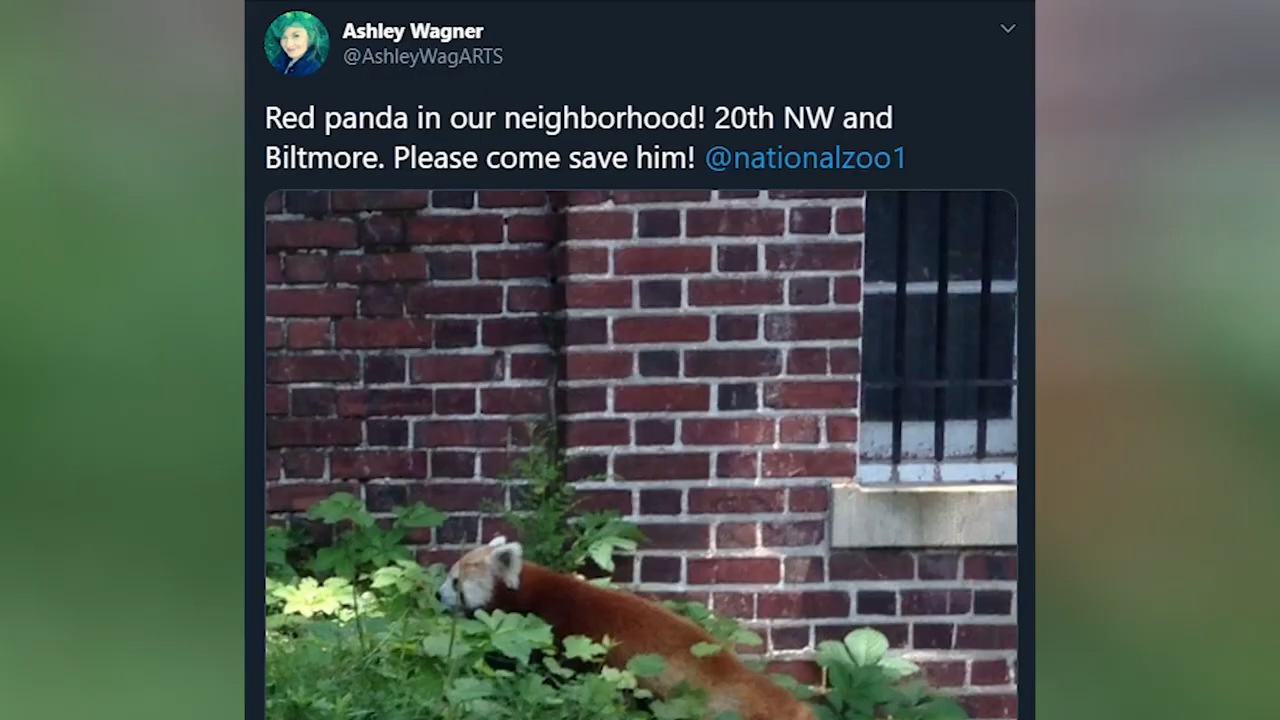 Ashley Wagner
@AshleyWagARTS
Red panda in our neighborhood! 20th NW and
Biltmore. Please come save him! @nationalzoo1